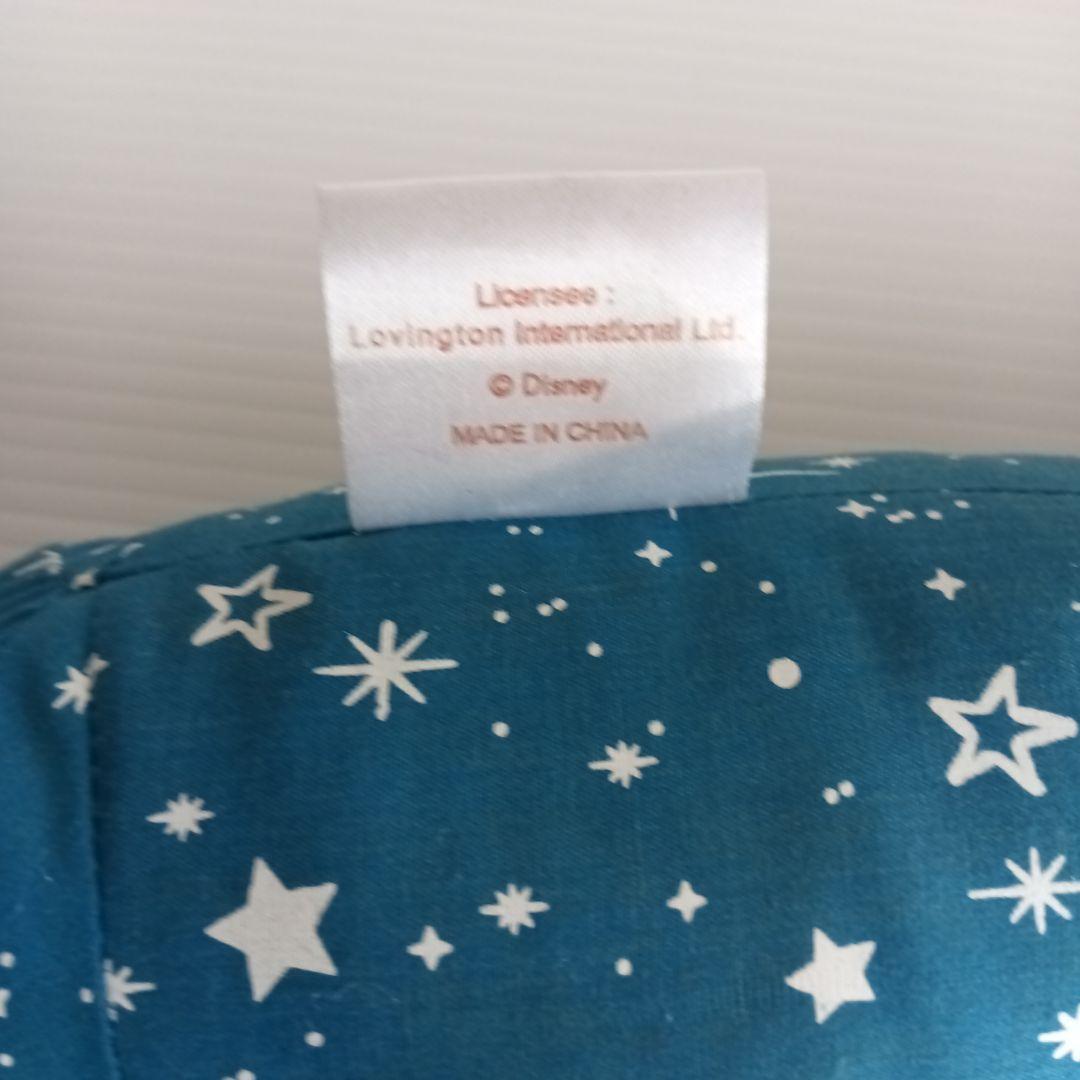 Licensee :
Lovington International Ltd.
© Disney
MADE IN CHINA